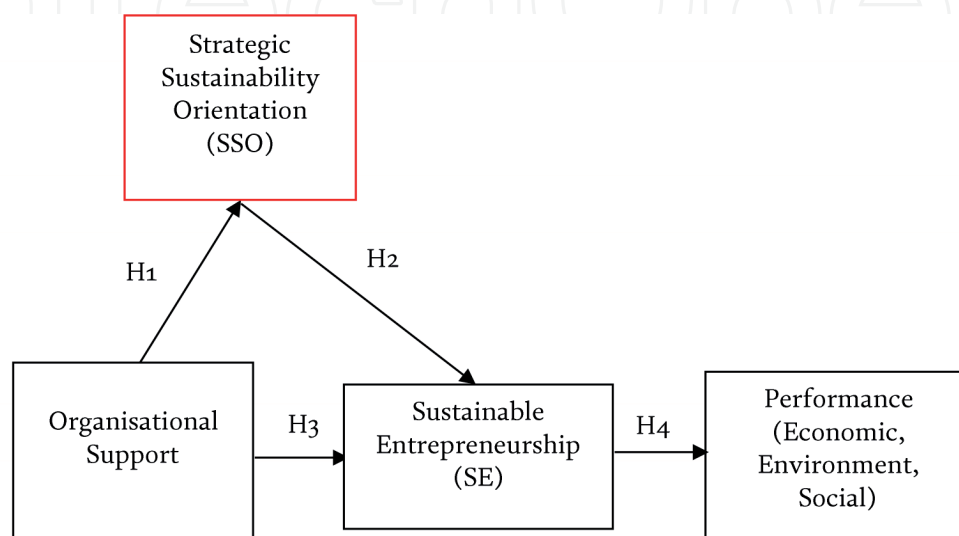 Strategic
Sustainability
Orientation
(SSO)
H1
H2
Organisational
Support
H3
Sustainable
Entrepreneurship
(SE)
H4
Performance
(Economic,
Environment,
Social)